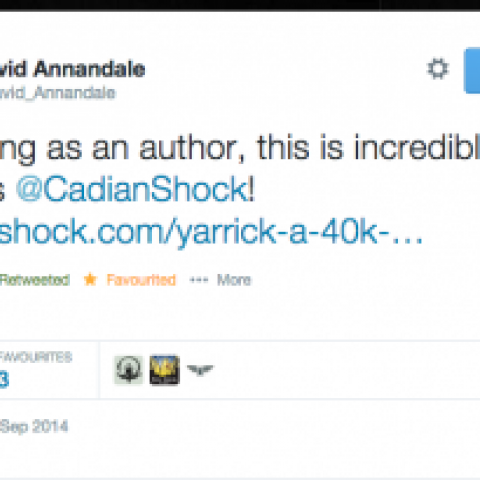 vid Annandale
vid_Annandale
ng as an author, this is incredibl
s @CadianShock!
shock.com/yarrick-a-40k-...
Retweeted Favourited ••• More
FAVOURITES
3
Sep 2014